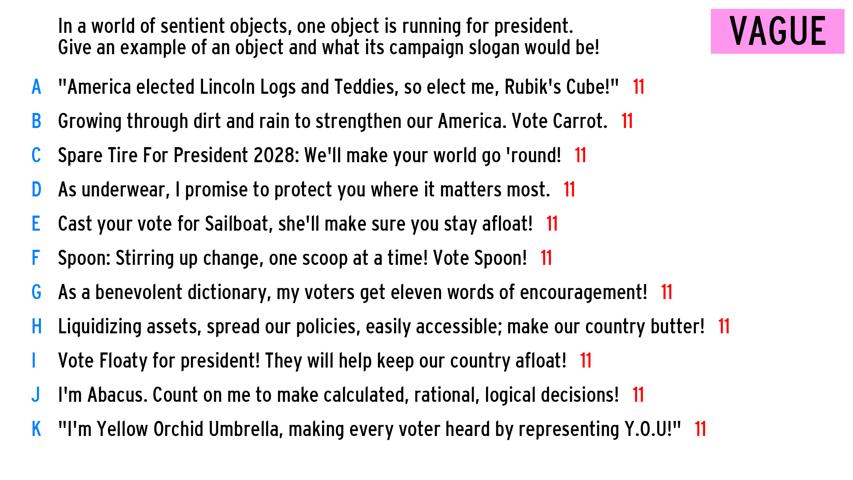 In a world of sentient objects, one object is running for president.
Give an example of an object and what its campaign slogan would be!
VAGUE
A "America elected Lincoln Logs and Teddies, so elect me, Rubik's Cube!" 11
B Growing through dirt and rain to strengthen our America. Vote Carrot. 11
C Spare Tire For President 2028: We'll make your world go 'round! 11
D As underwear, I promise to protect you where it matters most. 11
E Cast your vote for Sailboat, she'll make sure you stay afloat! 11
F Spoon: Stirring up change, one scoop at a time! Vote Spoon! 11
G As a benevolent dictionary, my voters get eleven words of encouragement! 11
H Liquidizing assets, spread our policies, easily accessible; make our country butter! 11
I Vote Floaty for president! They will help keep our country afloat! 11
J I'm Abacus. Count on me to make calculated, rational, logical decisions! 11
K "I'm Yellow Orchid Umbrella, making every voter heard by representing Y.O.U!" 11